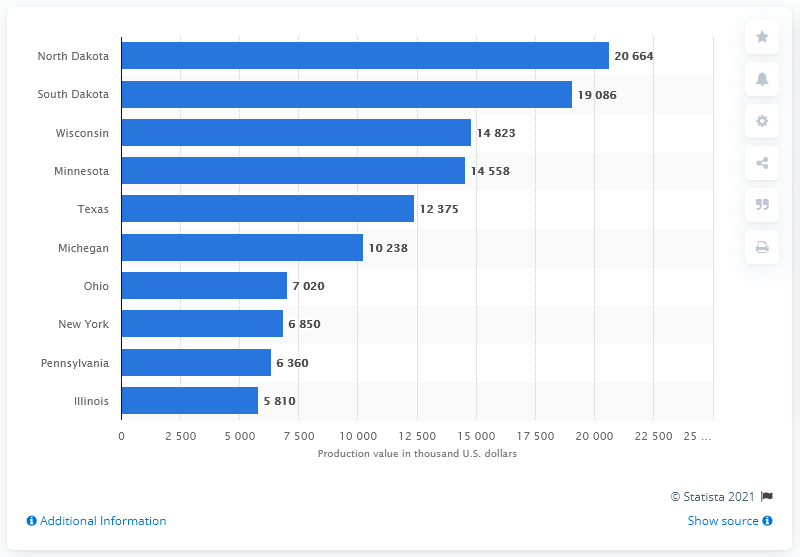 North Dakota 20 664
South Dakota 19 086
Wisconsin 14 823
Minnesota 14 558
Texas 12 375
Michegan 10 238
Ohio 7 020
New York 6 850
Pennsylvania 6 360
Illinois 5 810
0 2 500 5 000 7 500 10 000 12 500 15 000 17 500 20 000 22 500 25 ...
Production value in thousand U.S. dollars
© Statista 2021
Additional Information Show source